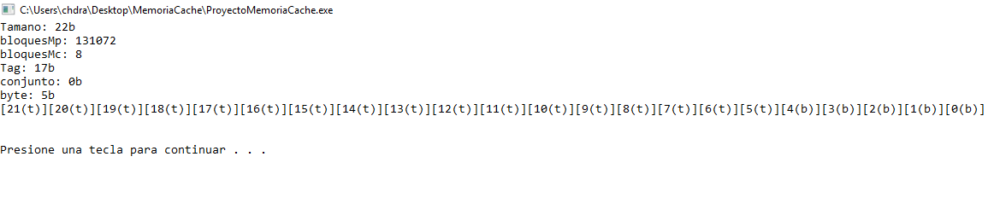 C:\Users\chdra\Desktop\MemoriaCache\ProyectoMemoriaCache.exe
Tamano: 22b
bloquesMp: 131072
bloquesMc: 8
Tag: 17b
conjunto: 0b
byte: 5b
[21(t)][20(t)][19(t)][18(t)][17(t)][16(t)][15(t)][14(t)][13(t)][12(t)][11(t)][10(t)][9(t)][8(t)][7(t)][6(t)][5(t)][4(b)][3(b)][2(b)][1(b)][0(b)]
Presione una tecla para continuar . . .